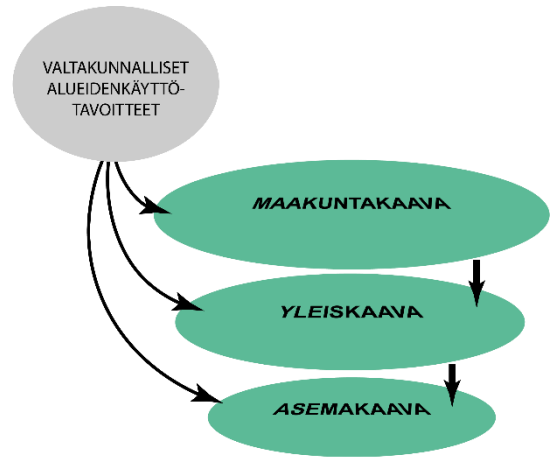 VALTAKUNNALLISET
ALUEIDENKÄYTTÖ-
TAVOITTEET
MAAKUNTAKAAVA
YLEISKAAVA
ASEMAKAAVA